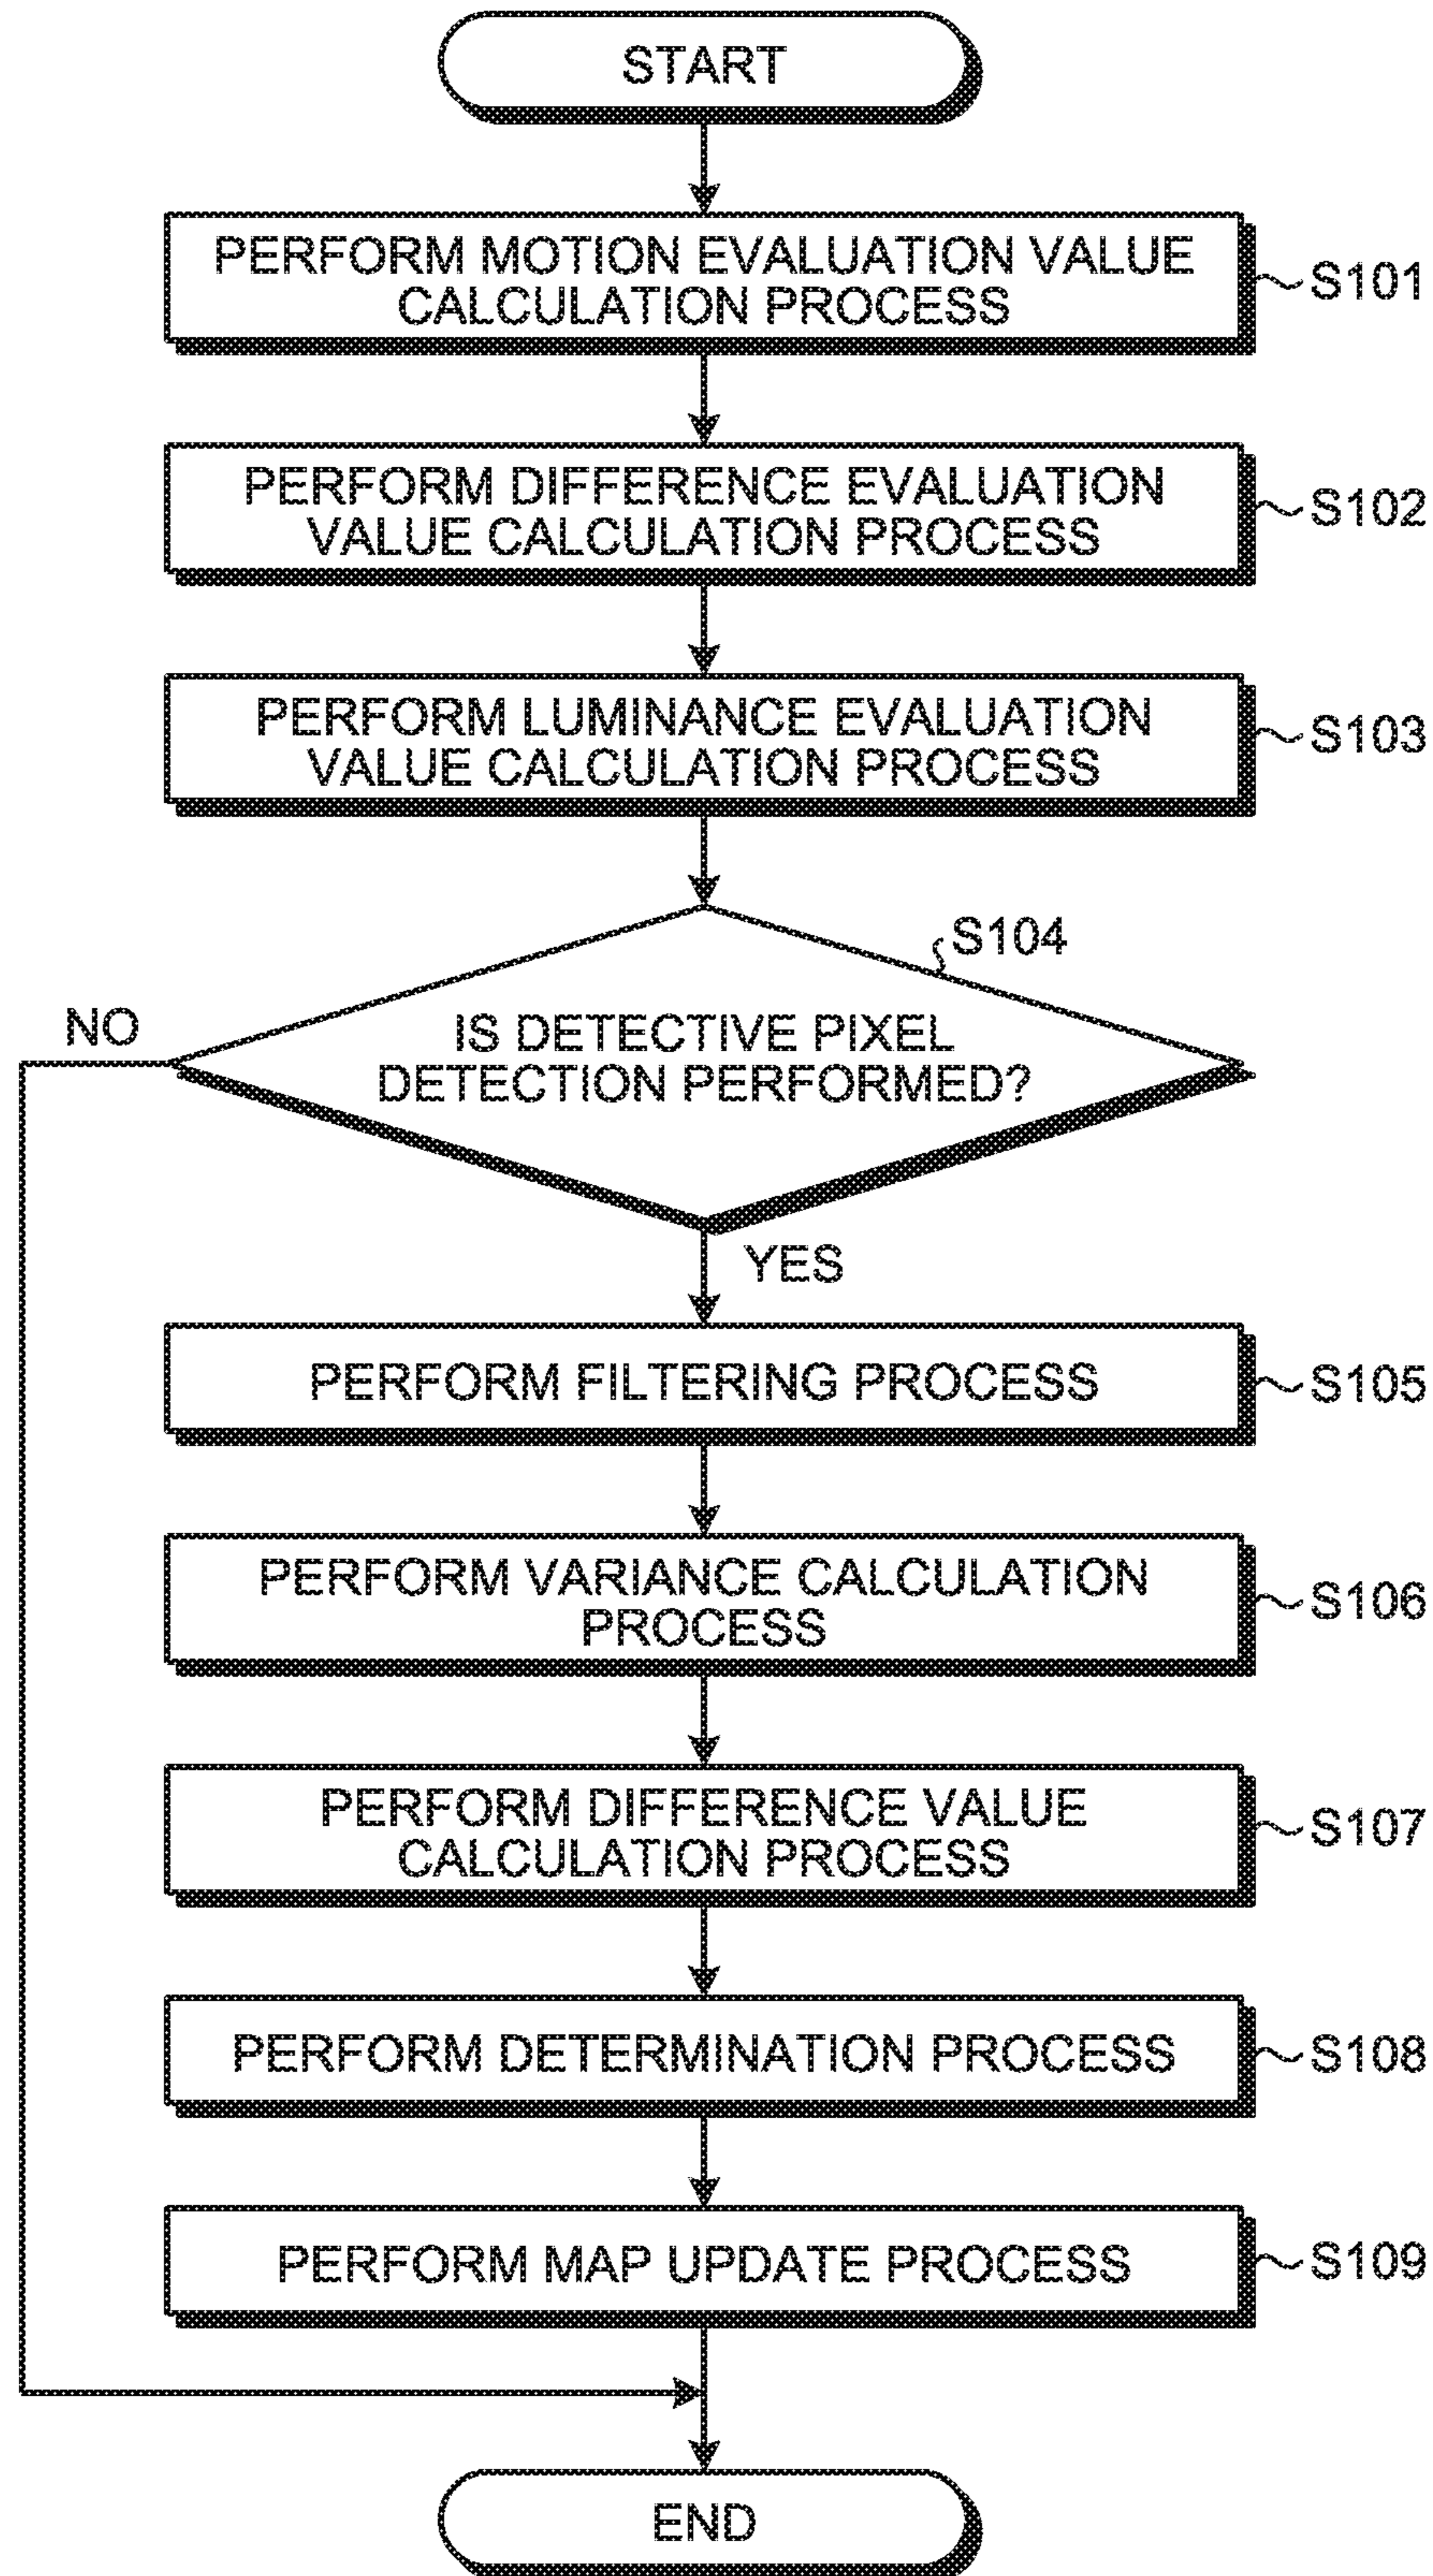 START
PERFORM MOTION EVALUATION VALUE
CALCULATION PROCESS
S101
PERFORM DIFFERENCE EVALUATION
VALUE CALCULATION PROCESS
S102
PERFORM LUMINANCE EVALUATION
VALUE CALCULATION PROCESS
S103
S104
NO
IS DETECTIVE PIXEL
DETECTION PERFORMED?
YES
PERFORM FILTERING PROCESS
S105
PERFORM VARIANCE CALCULATION
PROCESS
S106
PERFORM DIFFERENCE VALUE
CALCULATION PROCESS
S107
PERFORM DETERMINATION PROCESS
S108
PERFORM MAP UPDATE PROCESS
S109
END